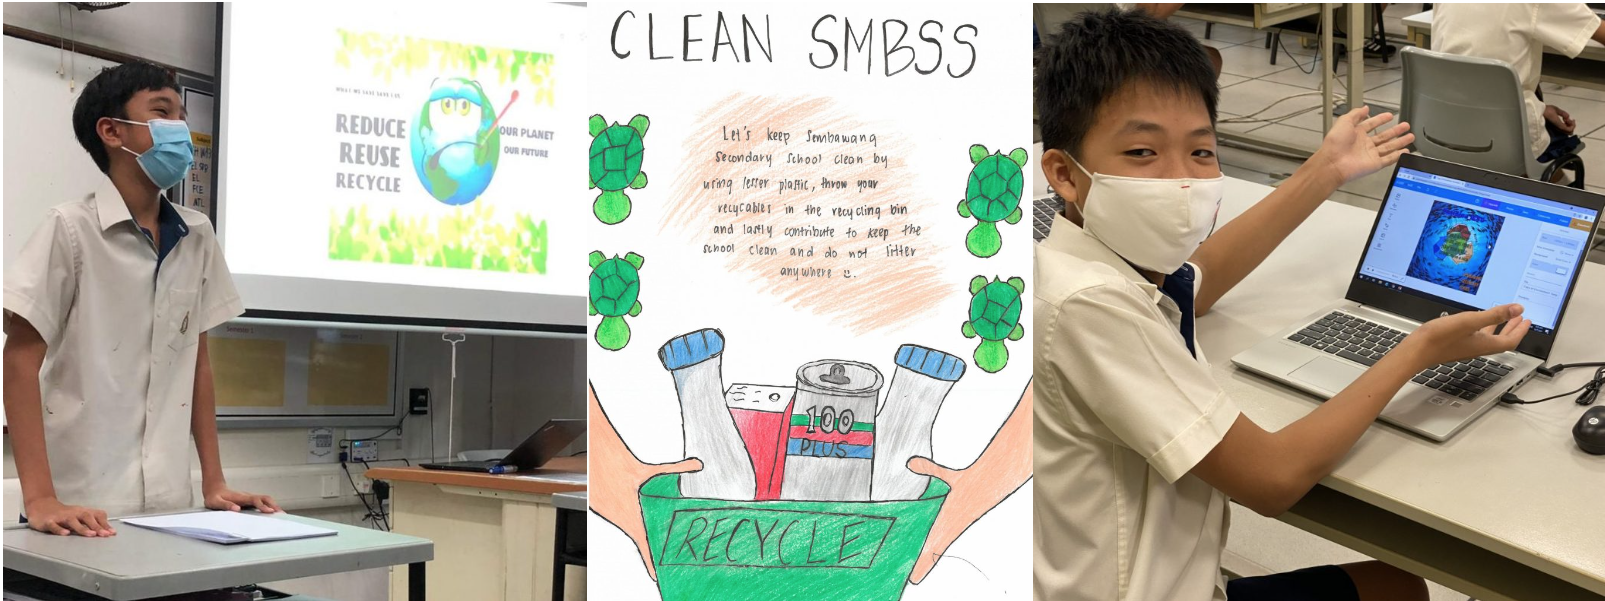 REDUCE
REUSE
RECYCLE
OUR PLANET
OUR FUTURE
CLEAN SMBSS
Let's keep Sembawang
Secondary School clean by
using lesser plastic, throw your
recycables in the recycling bin
and lastly contribute to keep the
school clean and do not litter
anywhere
100
PLUS
RECYCLE